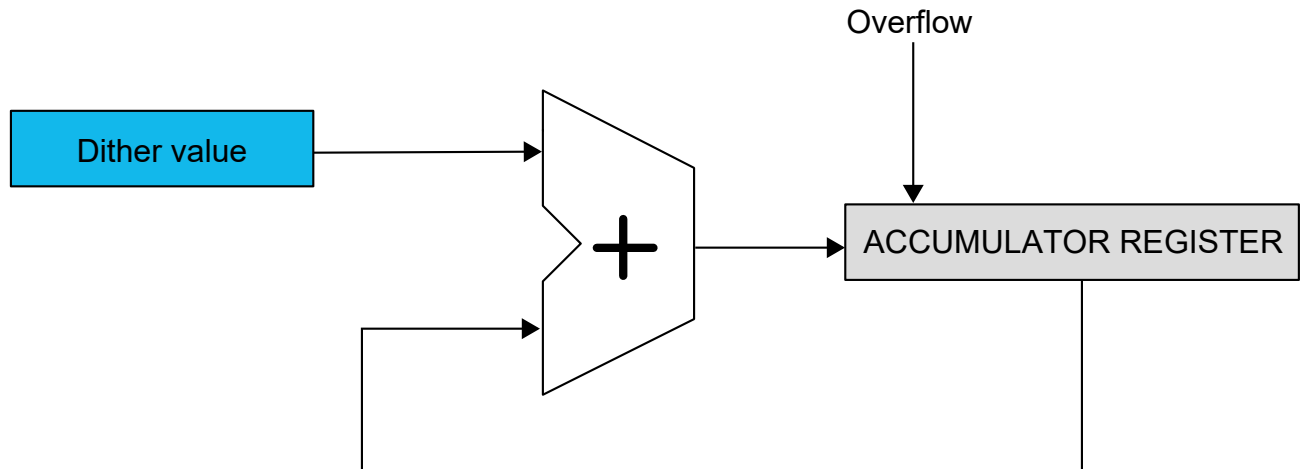 Overflow
Dither value
+
ACCUMULATOR REGISTER